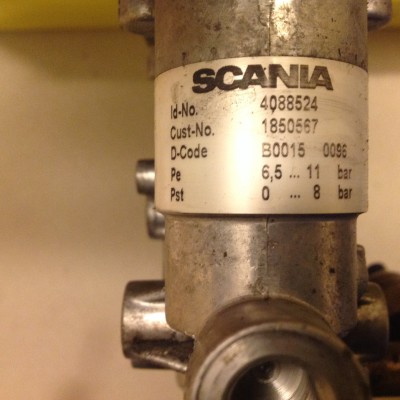 SCANIA
Id-No. 4088524
Cust-No. 1850567
D-Code B0015 0096
Pe 6,5 ... 11 bar
Pst 0 ... 8 bar